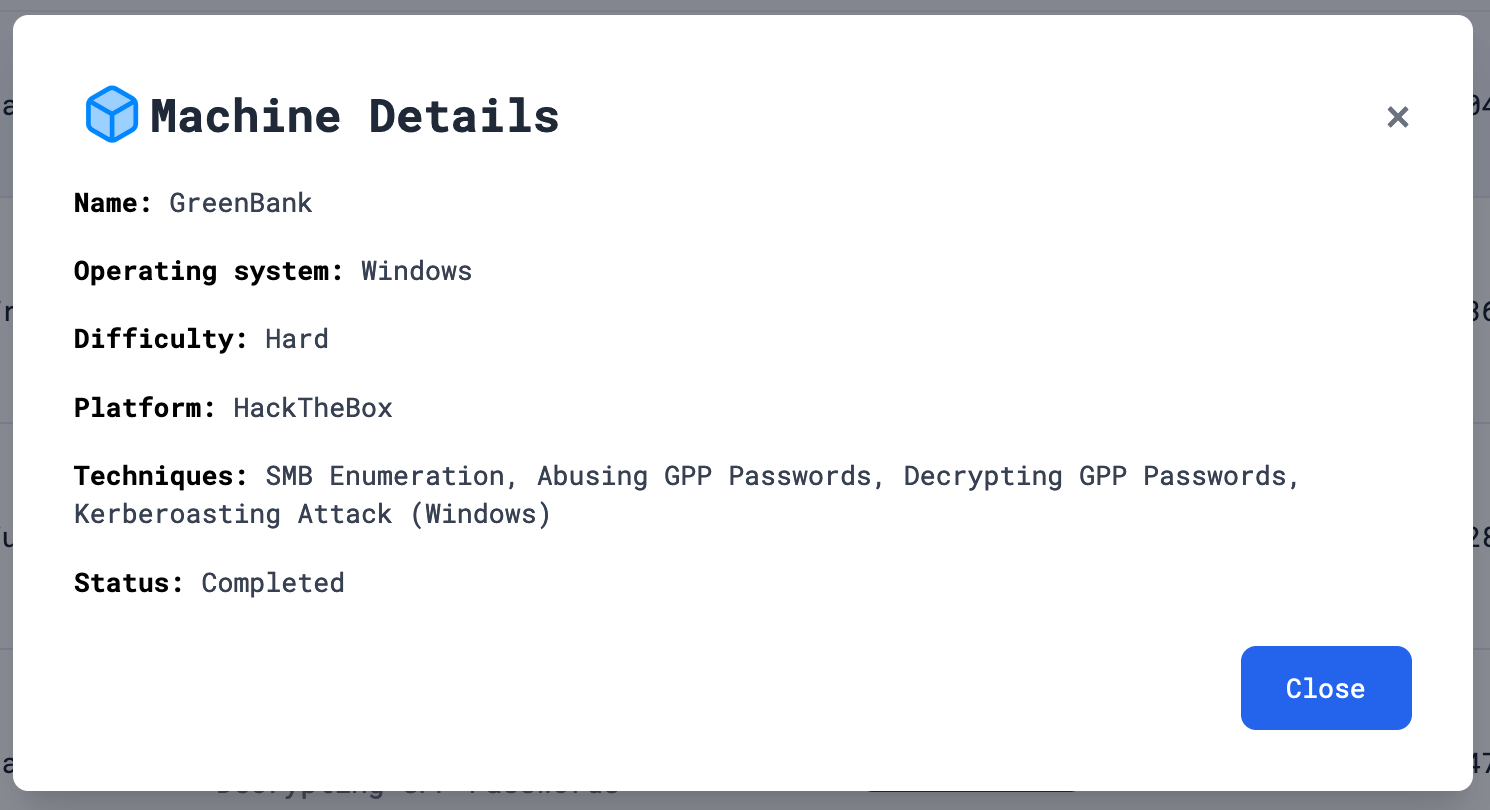 Machine Details
×
Name: GreenBank
Operating system: Windows
Difficulty: Hard
Platform: HackTheBox
Techniques: SMB Enumeration, Abusing GPP Passwords, Decrypting GPP Passwords,
Kerberoasting Attack (Windows)
Status: Completed
Close